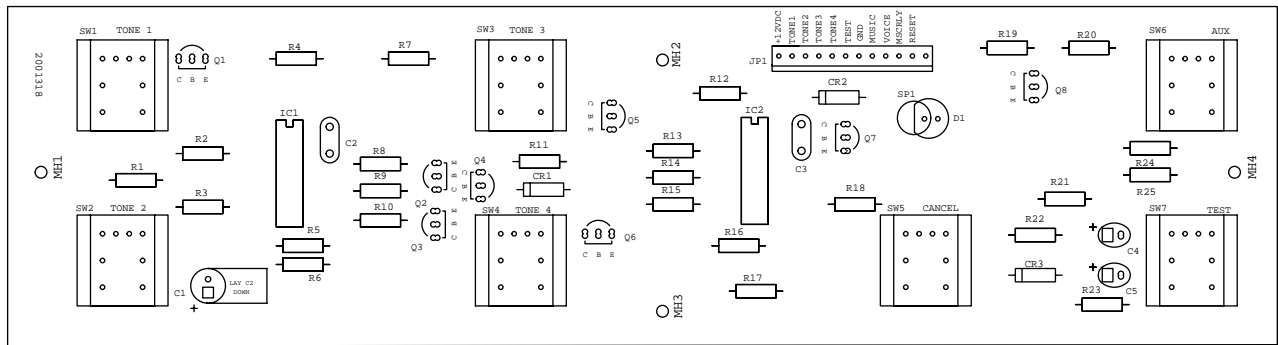 SW1 TONE 1
2001318
C B E
Q1
R4
R7
SW3 TONE 3
MH2
R12
+12VDC
TONE1
TONE2
TONE3
TONE4
TEST
GND
MUSIC
VOICE
MSCRLY
RESET
JP1
CR2
SP1
D1
R19
R20
C B E
Q8
SW6 AUX
IC1
C2
R2
R1
R3
MH1
R8
R9
R10
E B C
Q2
Q4
C B E
E B C
Q3
R11
CR1
C B E
Q5
R13
R14
R15
IC2
C3
C B E
Q7
R18
R24
R25
MH4
R21
SW2 TONE 2
R5
R6
C1
+
LAY C2
DOWN
SW4 TONE 4
C B E
Q6
R16
R17
MH3
SW5 CANCEL
R22
CR3
+
C4
+
C5
R23
SW7 TEST